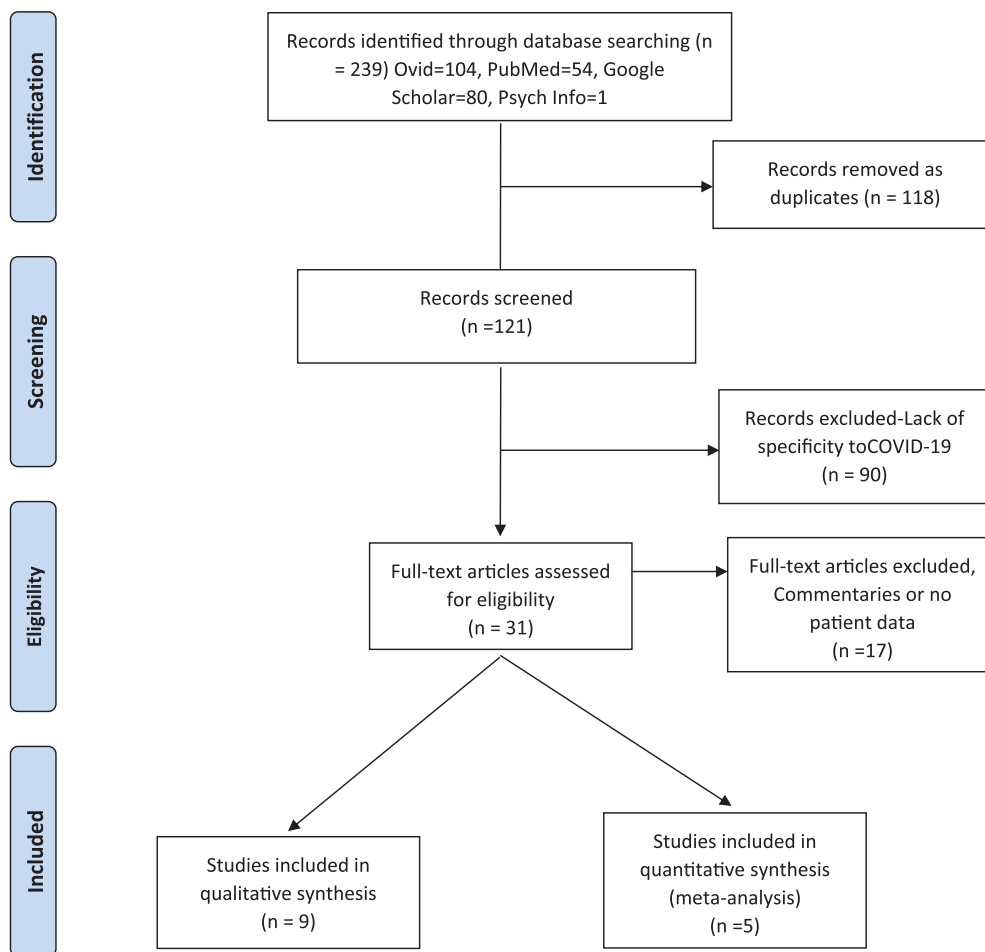 Identification
Records identified through database searching (n
= 239) Ovid=104, PubMed=54, Google
Scholar=80, Psych Info=1
Records removed as
duplicates (n = 118)
Screening
Records screened
(n =121)
Records excluded-Lack of
specificity toCOVID-19
(n = 90)
Eligibility
Full-text articles assessed
for eligibility
(n = 31)
Full-text articles excluded,
Commentaries or no
patient data
(n =17)
Included
Studies included in
qualitative synthesis
(n = 9)
Studies included in
quantitative synthesis
(meta-analysis)
(n =5)